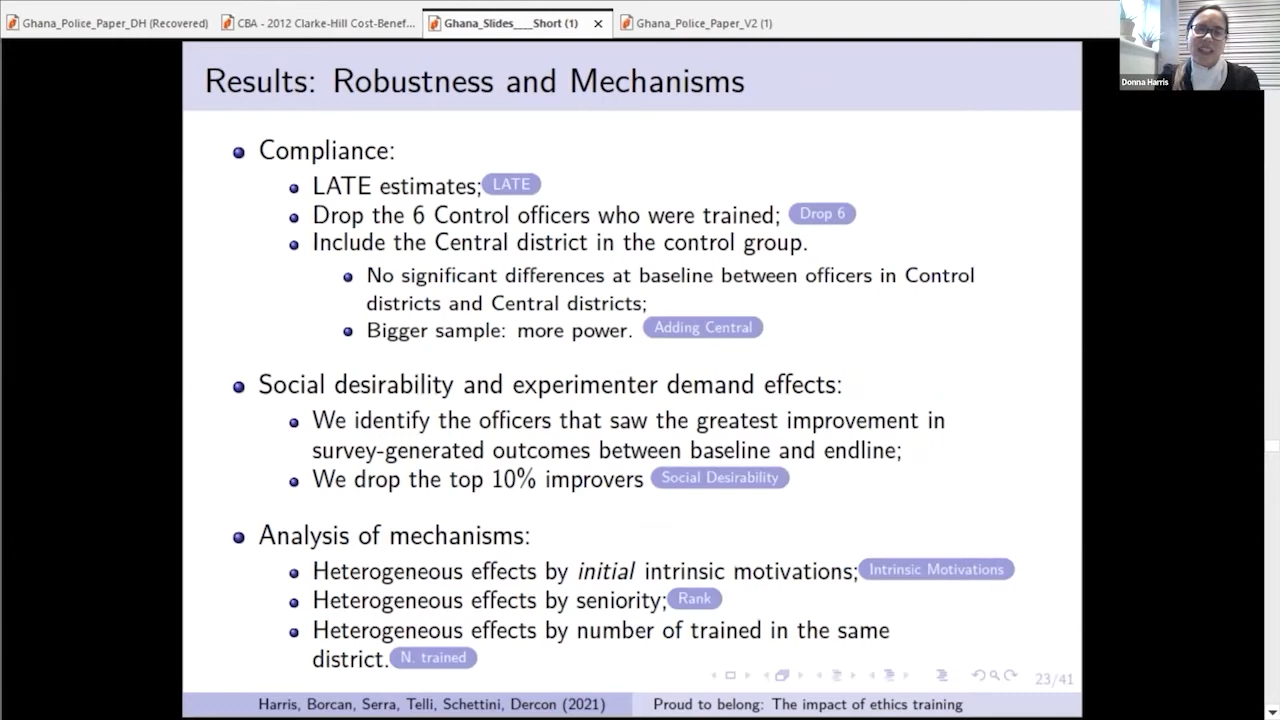 Ghana_Police_Paper_DH (Recovered)
CBA - 2012 Clarke-Hill Cost-Benef...
Ghana_Slides___Short (1)
Ghana_Police_Paper_V2 (1)
Donna Harris
Results: Robustness and Mechanisms
Compliance:
LATE estimates; LATE
Drop the 6 Control officers who were trained; Drop 6
Include the Central district in the control group.
No significant differences at baseline between officers in Control
districts and Central districts;
Bigger sample: more power. Adding Central
Social desirability and experimenter demand effects:
We identify the officers that saw the greatest improvement in
survey-generated outcomes between baseline and endline;
We drop the top 10% improvers Social Desirability
Analysis of mechanisms:
Heterogeneous effects by initial intrinsic motivations; Intrinsic Motivations
Heterogeneous effects by seniority; Rank
Heterogeneous effects by number of trained in the same
district. N. trained
23/41
Harris, Borcan, Serra, Telli, Schettini, Dercon (2021)
Proud to belong: The impact of ethics training